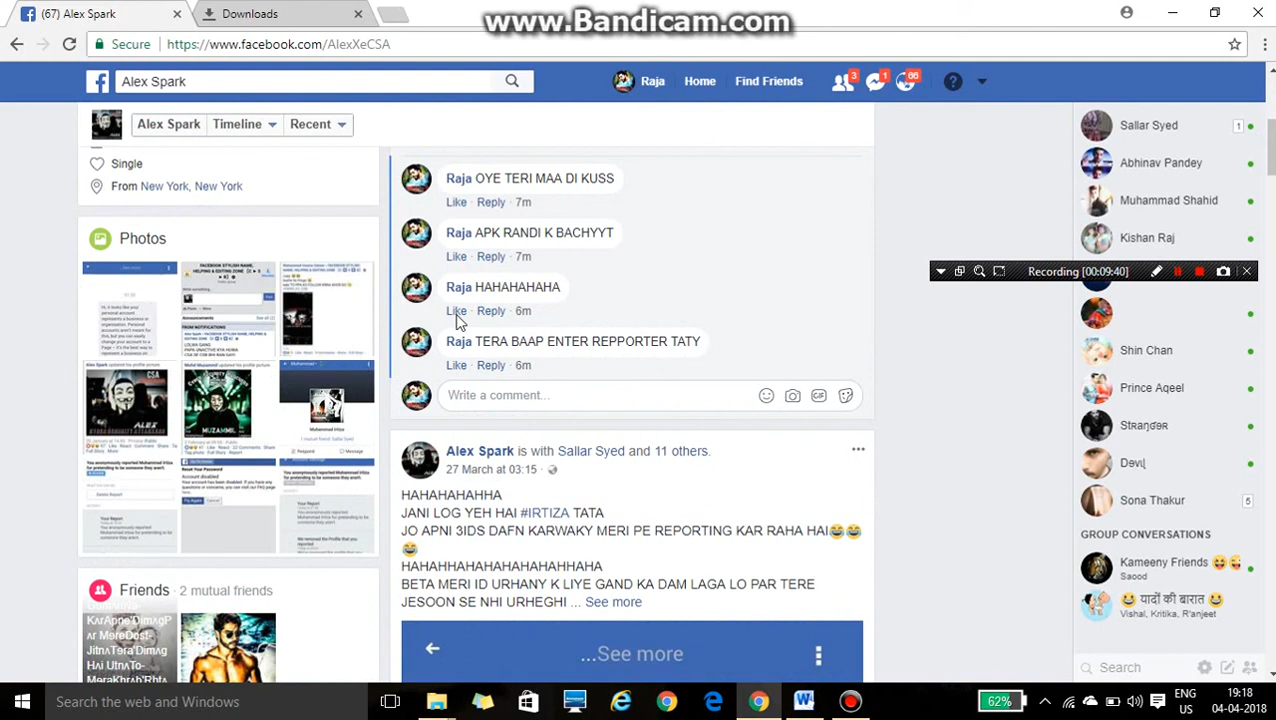 (67) Alex Spark
Downloads
www.Bandicam.com
Secure
https://www.facebook.com/AlexXeCSA
Alex Spark
Raja
Home
Find Friends
3
1
66
Alex Spark
Timeline
Recent
Single
From New York, New York
Photos
Friends 2 mutual friends
Raja OYE TERI MAA DI KUSS
Like · Reply · 7m
Raja APK RANDI K BACHYYT
Like · Reply · 7m
Raja HAHAHAHAHA
Like · Reply · 6m
Raja TERA BAAP ENTER REPPORTER TATY
Like · Reply · 6m
Write a comment...
GIF
Alex Spark is with Sallar Syed and 11 others.
27 March at 03:15 ·
HAHAHAHAHHA
JANI LOG YEH HAI #IRTIZA TATA
JO APNI SIDS DAFN KARWAKY MERI PE REPORTING KAR RAHA HAI😂😂
😂
HAHAHHAHAHAHAHAHHAHA
BETA MERI ID URHANY K LIYE GAND KA DAM LAGA LO PAR TERE
JESOON SE NHI URHEGHI ... See more
...See more
Sallar Syed
1
Abhinav Pandey
Muhammad Shahid
Kishan Raj
Recording [00:09:40]
Shin Chan
Prince Aqeel
Sona Thakur
5
GROUP CONVERSATIONS
Kameeny Friends 😜😜
Saood
😂 यादों की बारात 😂
Vishal, Kritika, R'anjeet
Search
Search the web and Windows
62%
ENG
US
19:18
04-04-2018